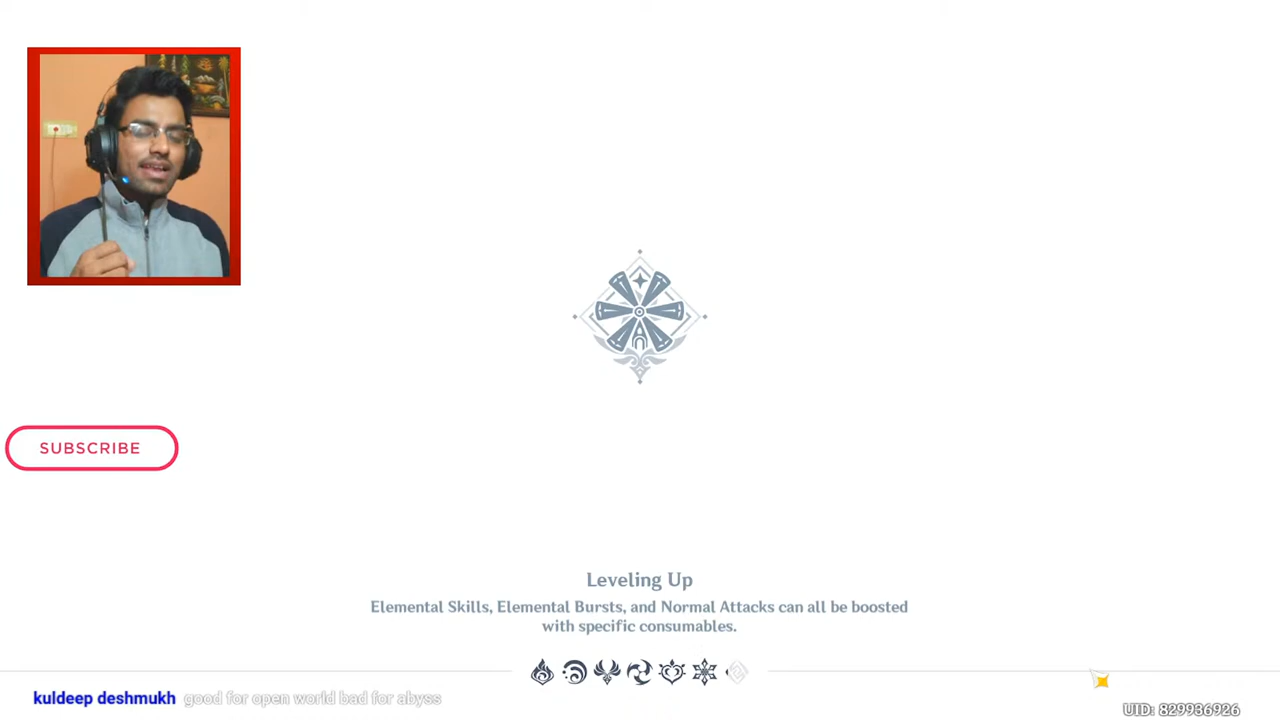 SUBSCRIBE
Leveling Up
Elemental Skills, Elemental Bursts, and Normal Attacks can all be boosted
with specific consumables.
kuldeep deshmukh good for open world bad for abyss
UID: 829936926